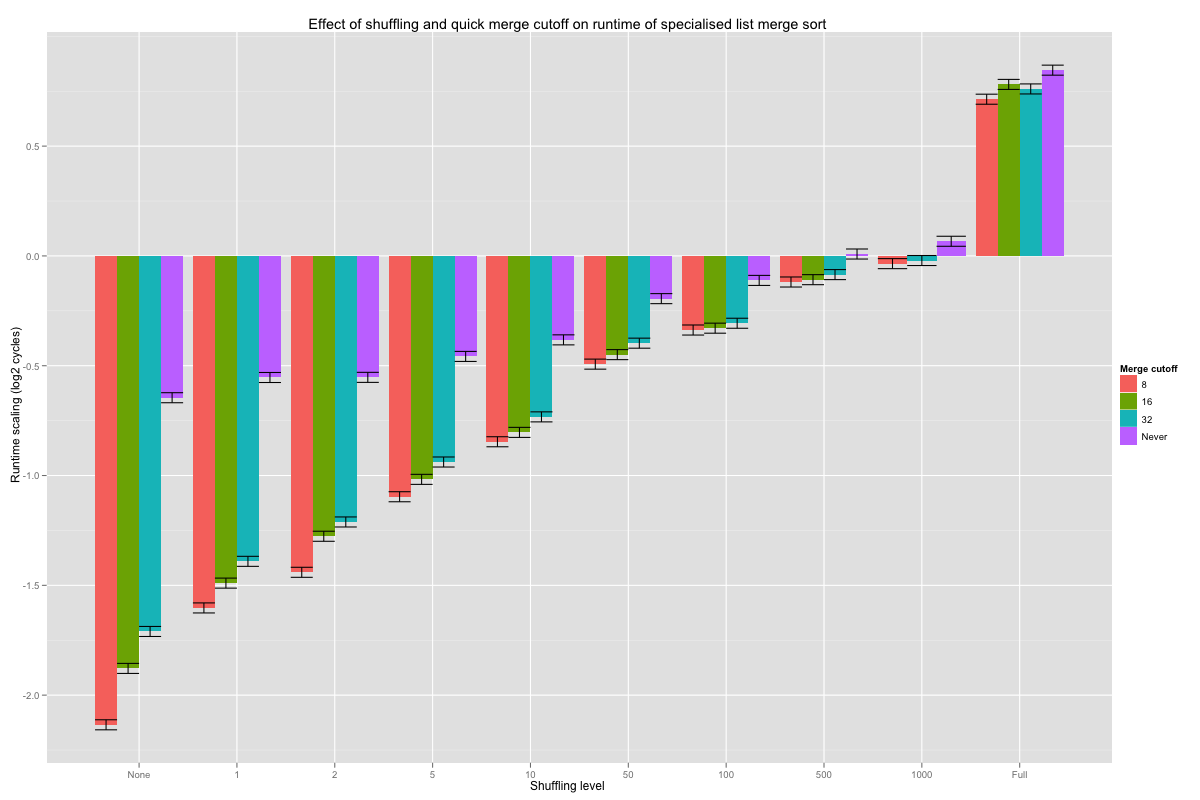 Effect of shuffling and quick merge cutoff on runtime of specialised list merge sort
Runtime scaling (log2 cycles)
0.5
0.0
-0.5
-1.0
-1.5
-2.0
None 1 2 5 10 50 100 500 1000 Full
Shuffling level
Merge cutoff
8
16
32
Never